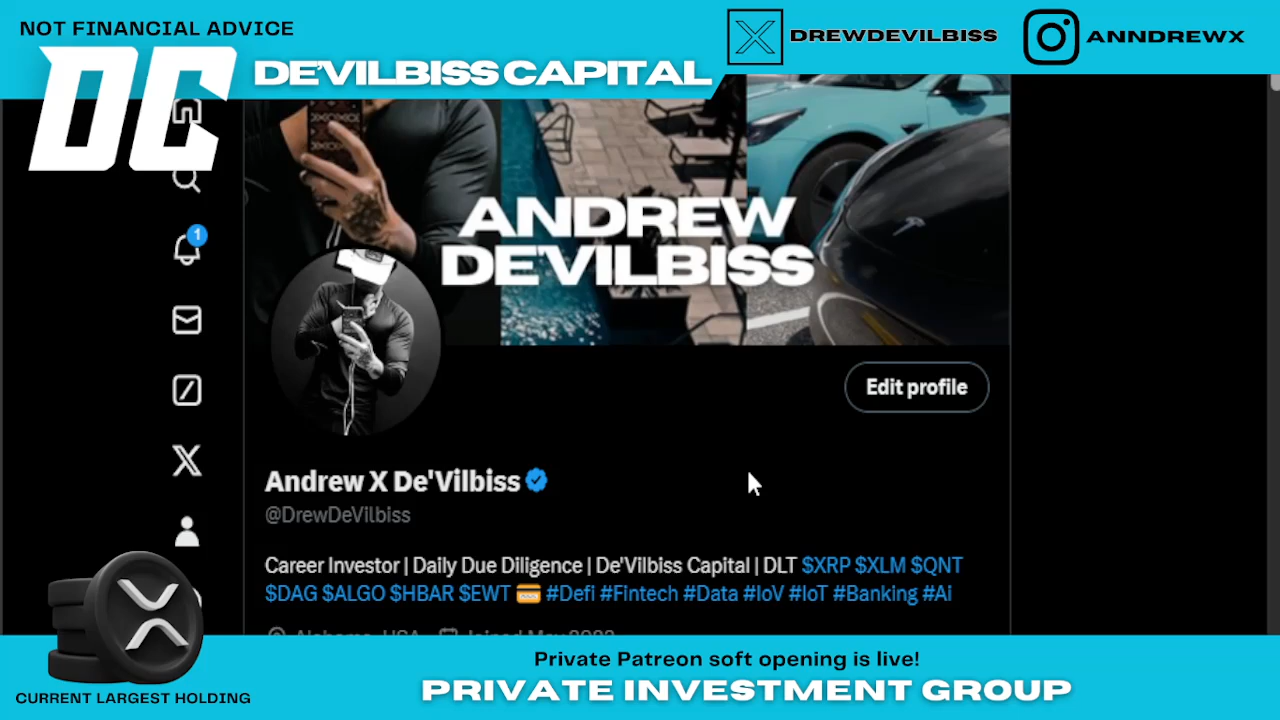 NOT FINANCIAL ADVICE
DC
DE'VILBISS CAPITAL
DREWDEVILBISS
ANNDREWX
ANDREW
DE'VILBISS
1
Edit profile
Andrew X De'Vilbiss
@DrewDeVilbiss
Career Investor | Daily Due Diligence | De'Vilbiss Capital | DLT $XRP $XLM $QNT
$DAG $ALGO $HBAR $EWT 💳 #Defi #Fintech #Data #IoV #IoT #Banking #Ai
Private Patreon soft opening is live!
PRIVATE INVESTMENT GROUP
CURRENT LARGEST HOLDING